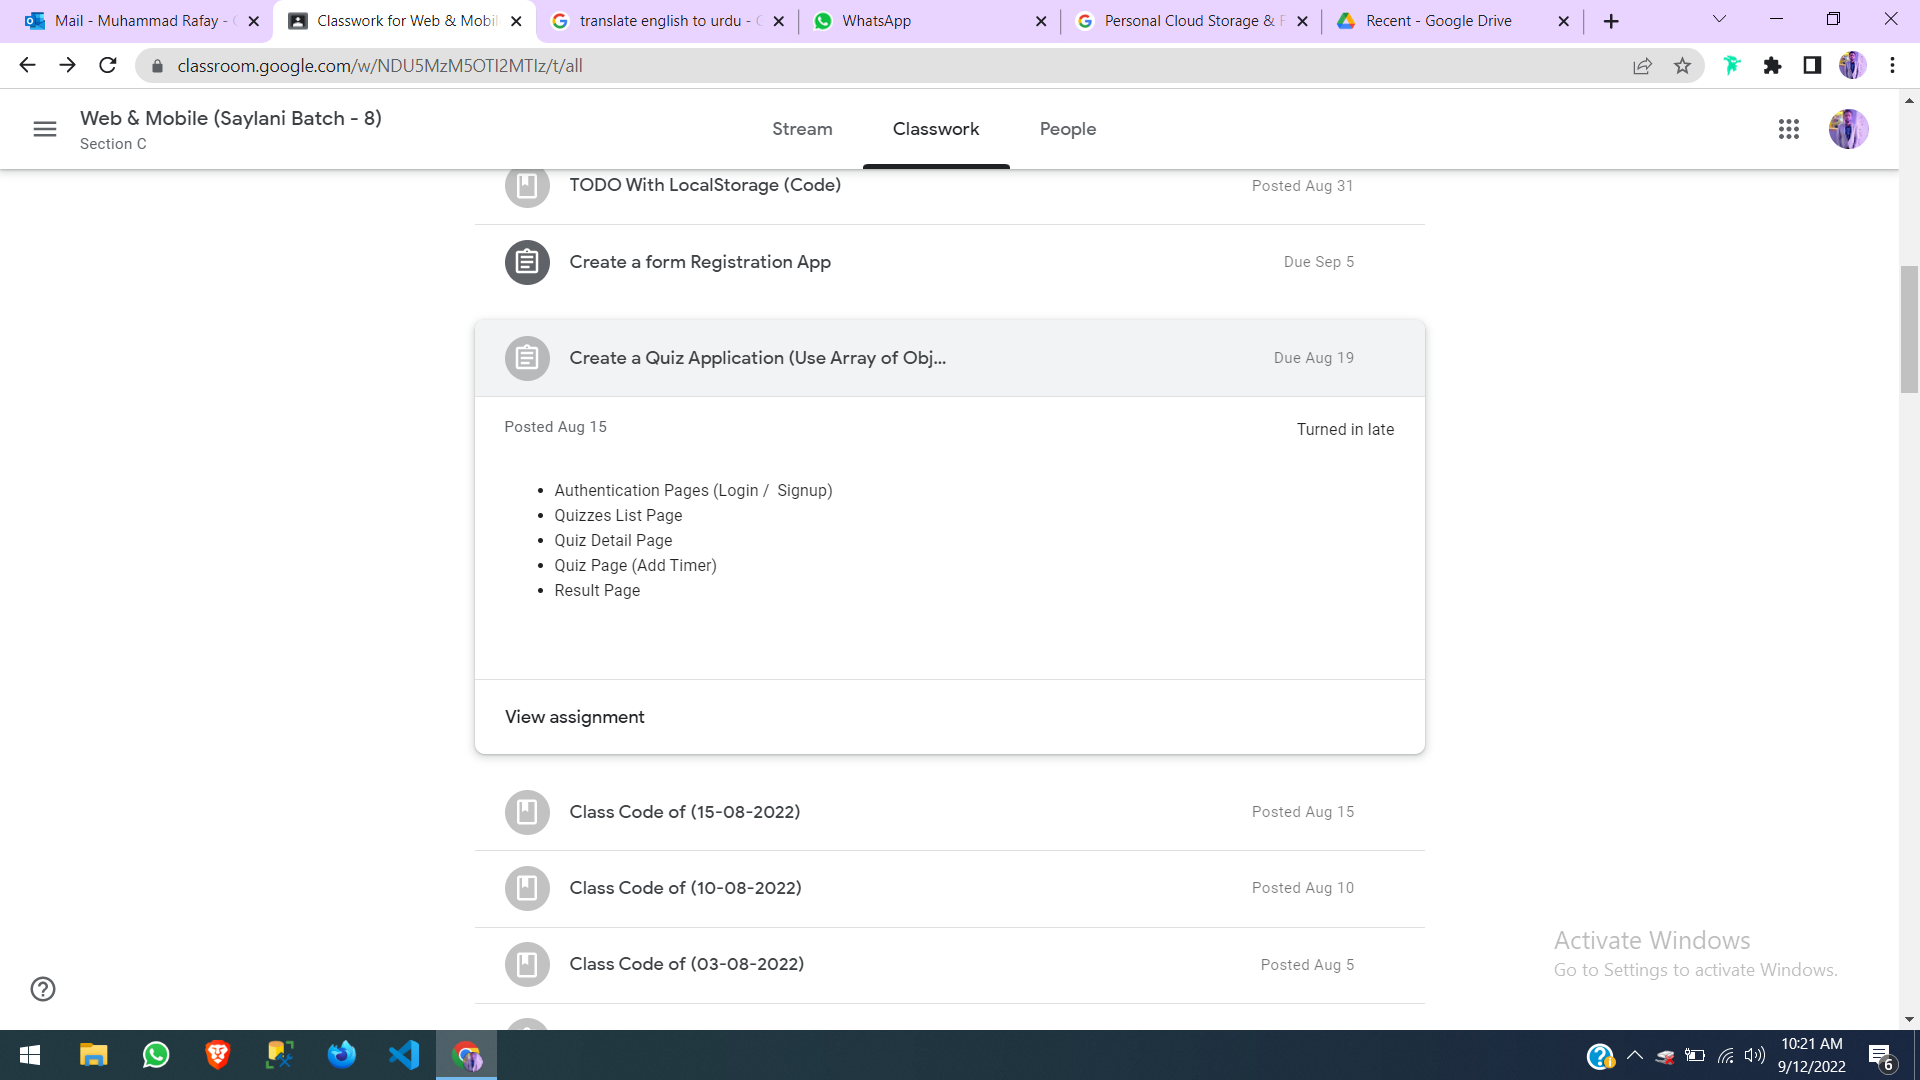 Mail - Muhammad Rafay -
Classwork for Web & Mobil
translate english to urdu -
WhatsApp
Personal Cloud Storage &
Recent - Google Drive
classroom.google.com/w/NDU5MzM5OTI2MTIz/t/all
Web & Mobile (Saylani Batch - 8)
Section C
Stream
Classwork
People
TODO With LocalStorage (Code)
Posted Aug 31
Create a form Registration App
Due Sep 5
Create a Quiz Application (Use Array of Obj...
Due Aug 19
Posted Aug 15
Turned in late
• Authentication Pages (Login / Signup)
• Quizzes List Page
• Quiz Detail Page
• Quiz Page (Add Timer)
• Result Page
View assignment
Class Code of (15-08-2022)
Posted Aug 15
Class Code of (10-08-2022)
Posted Aug 10
Class Code of (03-08-2022)
Posted Aug 5
Activate Windows
Go to Settings to activate Windows.
10:21 AM
9/12/2022
6